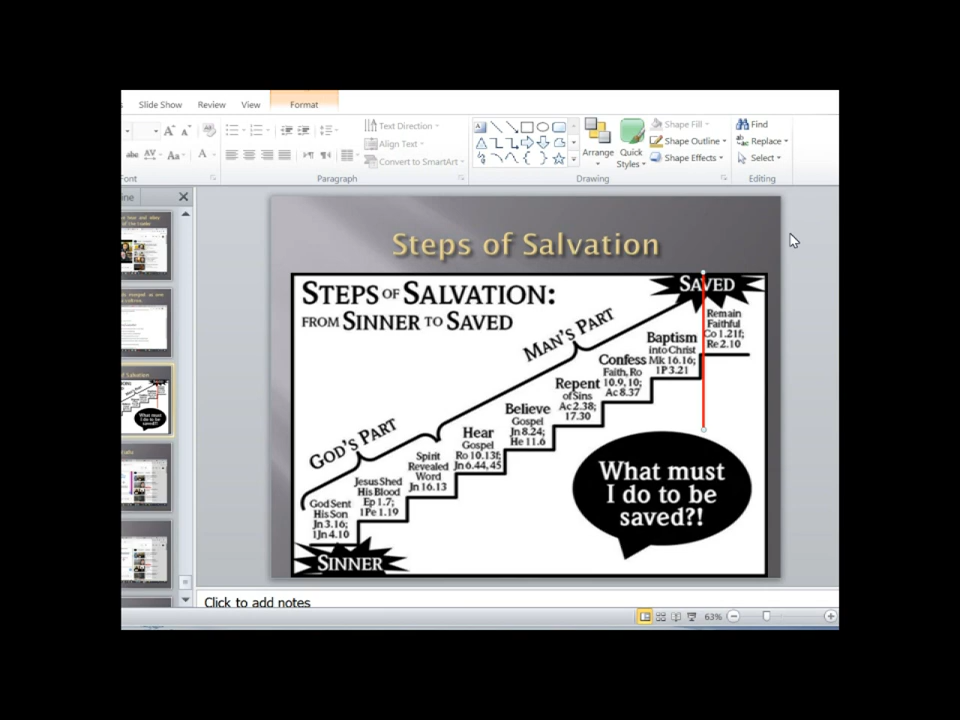 s Slide Show Review View Format
A A Text Direction Shape Fill Find
abc AV Aa A Align Text Arrange Quick Shape Outline Replace
Convert to SmartArt Styles Shape Effects Select
Font Paragraph Drawing Editing
ine
Steps of Salvation
STEPS OF SALVATION:
FROM SINNER TO SAVED
SAVED
MAN'S PART
GOD'S PART
God Sent
His Son
Jn 3.16;
1Jn 4.10
Jesus Shed
His Blood
Ep 1.7;
1Pe 1.19
Spirit
Revealed
Word
Jn 16.13
Hear
Gospel
Ro 10.13f;
Jn 6.44, 45
Believe
Gospel
Jn 8.24;
He 11.6
Repent
of Sins
Ac 2.38;
17.30
Confess
Faith, Ro
10.9, 10;
Ac 8.37
Baptism
into Christ
Mk 16.16;
1P 3.21
Remain
Faithful
Co 1.21f;
Re 2.10
What must
I do to be
saved?!
SINNER
Click to add notes
63%